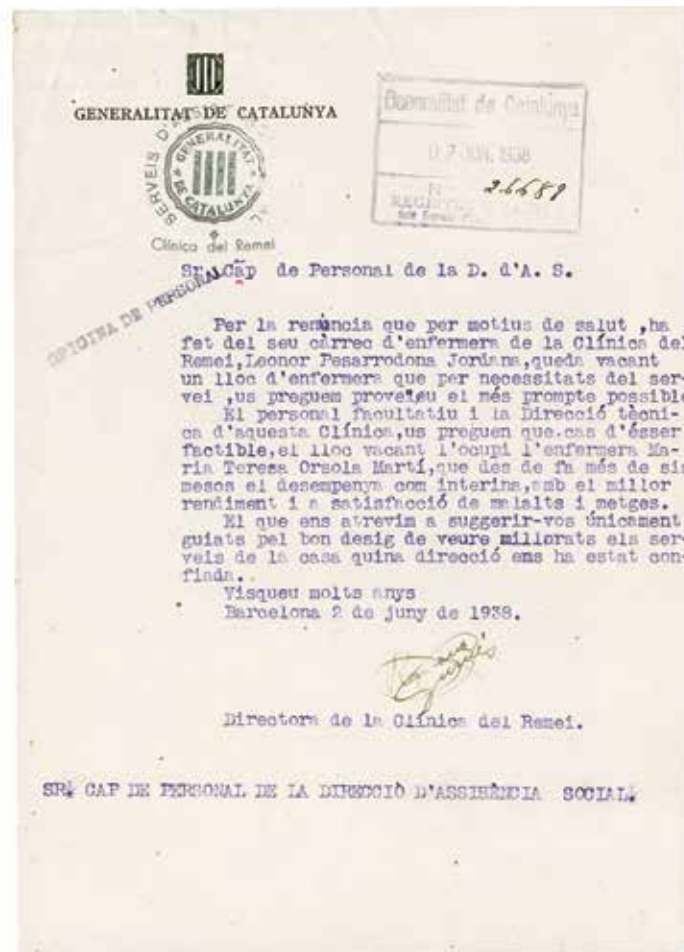 GENERALITAT DE CATALUNYA
SERVEIS D'
GENERALITAT DE CATALUNYA
Clínica del Remei
Generalitat de Catalunya
0 7 JUN. 1938
26689
OFICINA DE PERSONAL
Sr. Cap de Personal de la D. d'A. S.
Per la renúncia que per motius de salut ,ha
fet del seu càrrec d'enfermera de la Clínica del
Remei,Leonor Pesarrodona Jordana,queda vacant
un lloc d'enfermera que per necessitats del ser-
vei ,us preguem proveïeu el més prompte possible
El personal facultatiu i la Direcció tècni-
ca d'aquesta Clínica,us preguen que.cas d'ésser
factible,el lloc vacant l'ocupi l'enfermera Ma-
ria Teresa Orsola Martí,que des de fa més de sis
mesos el desempenya com interina,amb el millor
rendiment i a satisfacció de malalts i metges.
El que ens atrevim a suggerir-vos únicament
guiats pel bon desig de veure millorats els ser-
veis de la casa quina direcció ens ha estat con-
fiada.
Visqueu molts anys
Barcelona 2 de juny de 1938.
Directora de la Clínica del Remei.
SR. CAP DE PERSONAL DE LA DIRECCIÒ D'ASSISTÈNCIA SOCIAL.